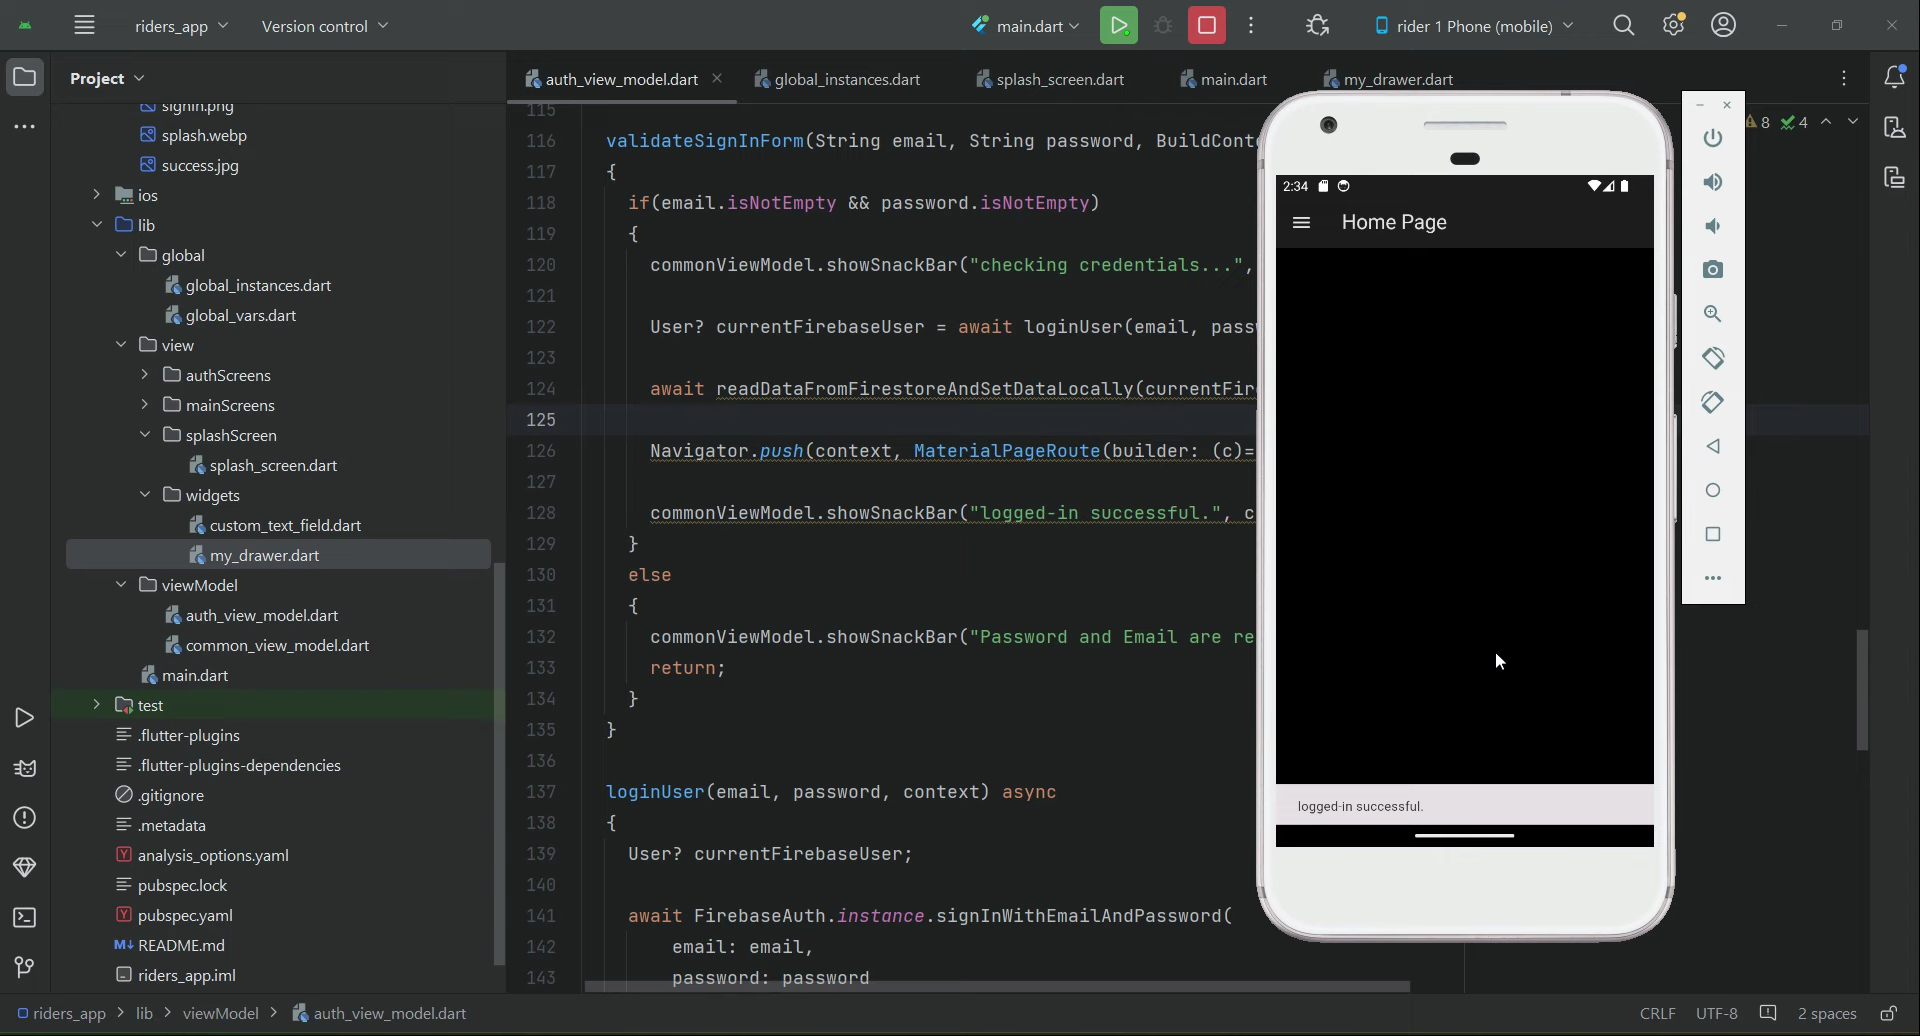 riders_app
Version control
main.dart
rider 1 Phone (mobile)
Project
auth_view_model.dart
global_instances.dart
splash_screen.dart
main.dart
my_drawer.dart
signin.png
splash.webp
success.jpg
ios
lib
global
global_instances.dart
global_vars.dart
view
authScreens
mainScreens
splashScreen
splash_screen.dart
widgets
custom_text_field.dart
my_drawer.dart
viewModel
auth_view_model.dart
common_view_model.dart
main.dart
test
.flutter-plugins
.flutter-plugins-dependencies
.gitignore
.metadata
analysis_options.yaml
pubspec.lock
pubspec.yaml
M↓ README.md
riders_app.iml
115
116 validateSignInForm(String email, String password, BuildConte
117 {
118 if(email.isNotEmpty && password.isNotEmpty)
119 {
120 commonViewModel.showSnackBar("checking credentials...",
121
122 User? currentFirebaseUser = await loginUser(email, passw
123
124 await readDataFromFirestoreAndSetDataLocally(currentFire
125
126 Navigator.push(context, MaterialPageRoute(builder: (c)=
127
128 commonViewModel.showSnackBar("logged-in successful.", c
129 }
130 else
131 {
132 commonViewModel.showSnackBar("Password and Email are re
133 return;
134 }
135 }
136
137 loginUser(email, password, context) async
138 {
139 User? currentFirebaseUser;
140
141 await FirebaseAuth.instance.signInWithEmailAndPassword(
142 email: email,
143 password: password
8 4
2:34
Home Page
logged-in successful.
riders_app > lib > viewModel > auth_view_model.dart
CRLF UTF-8 2 spaces